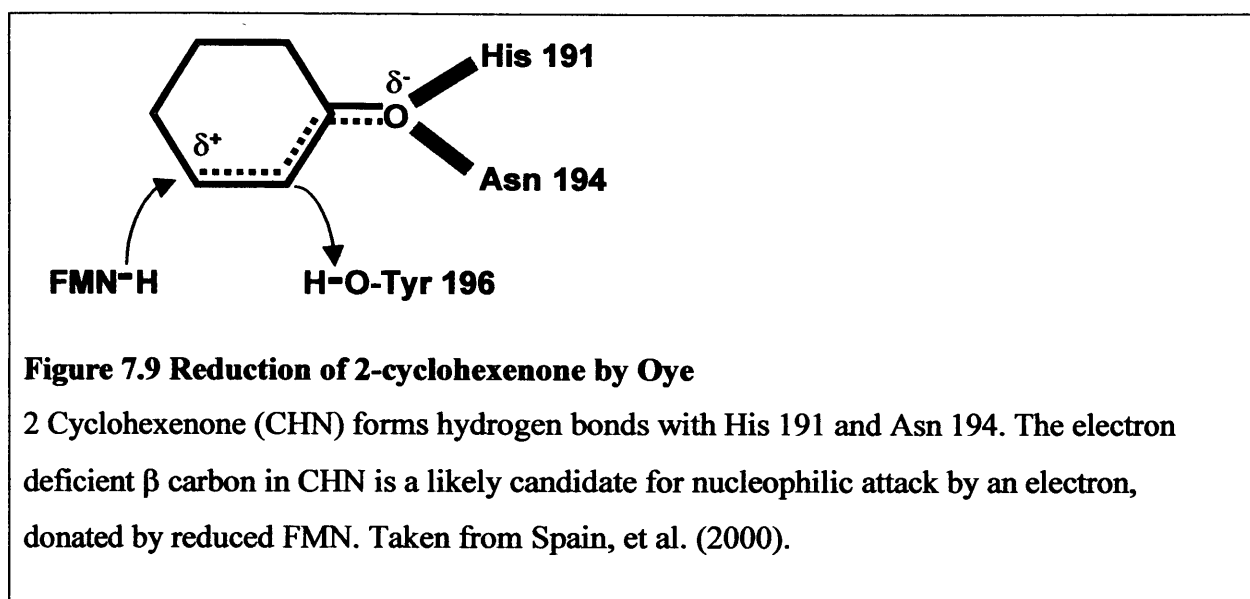 His 191
δ-
O
δ+
Asn 194
FMN-H
H-O-Tyr 196
Figure 7.9 Reduction of 2-cyclohexenone by Oye
2 Cyclohexenone (CHN) forms hydrogen bonds with His 191 and Asn 194. The electron
deficient β carbon in CHN is a likely candidate for nucleophilic attack by an electron,
donated by reduced FMN. Taken from Spain, et al. (2000).